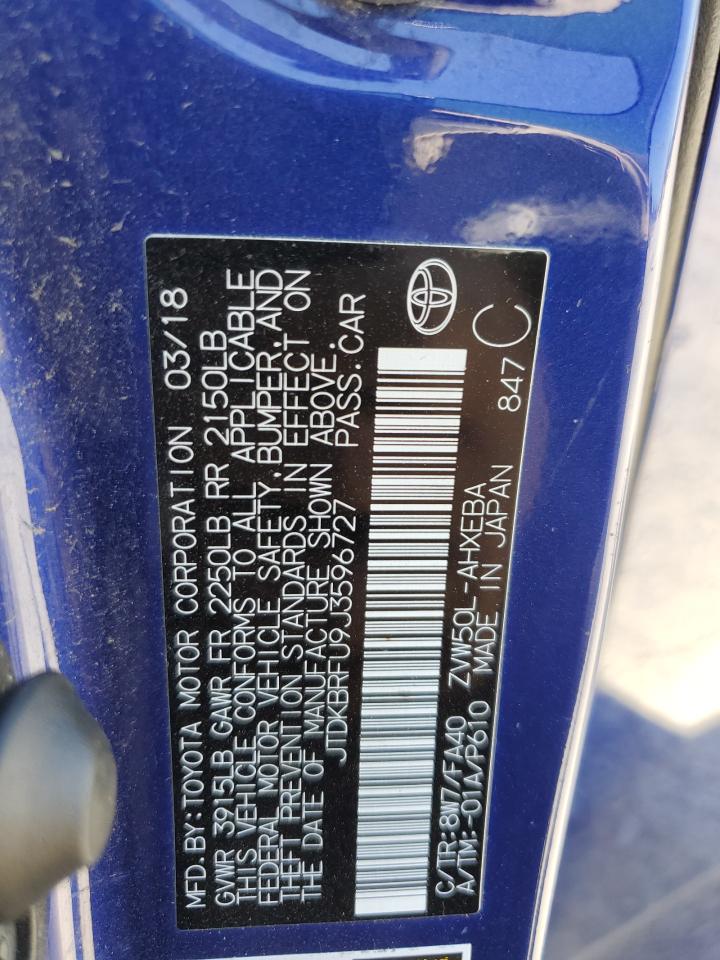 MFD.BY:TOYOTA MOTOR CORPORATION 03/18
GVWR 3915LB GAWR FR 2250LB RR 2150LB
THIS VEHICLE CONFORMS TO ALL APPLICABLE
FEDERAL MOTOR VEHICLE SAFETY,BUMPER, AND
THEFT PREVENTION STANDARDS IN EFFECT ON
THE DATE OF MANUFACTURE SHOWN ABOVE.
JTDKBRFU9J3596727 PASS.CAR
C/TR:8W7/FA40 ZVW50L-AHXEBA 847
A/TM:-01A/P610 MADE IN JAPAN C